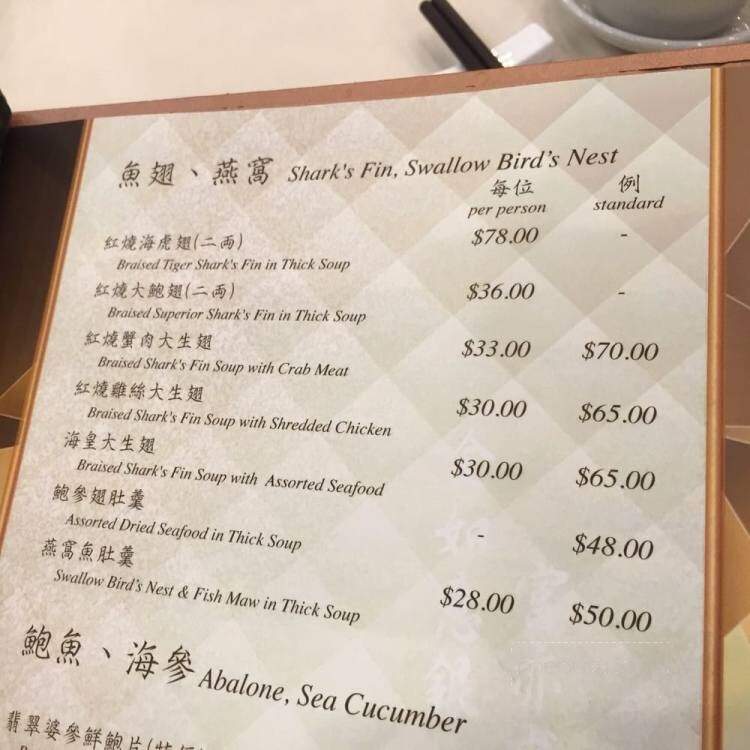 魚翅、燕窩 Shark's Fin, Swallow Bird's Nest
每位 例
per person standard
紅燒海虎翅(二両) $78.00 -
Braised Tiger Shark's Fin in Thick Soup
紅燒大鮑翅(二両) $36.00 -
Braised Superior Shark's Fin in Thick Soup
紅燒蟹肉大生翅 $33.00 $70.00
Braised Shark's Fin Soup with Crab Meat
紅燒雞絲大生翅 $30.00 $65.00
Braised Shark's Fin Soup with Shredded Chicken
海皇大生翅 $30.00 $65.00
Braised Shark's Fin Soup with Assorted Seafood
鮑參翅肚羹 - $48.00
Assorted Dried Seafood in Thick Soup
燕窩魚肚羹 $28.00 $50.00
Swallow Bird's Nest & Fish Maw in Thick Soup
鮑魚、海參 Abalone, Sea Cucumber
翡翠婆參鮮鮑片